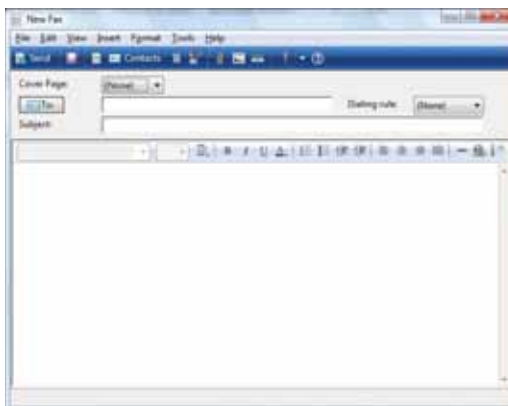 New Fax
File Edit View Insert Format Tools Help
Send Contacts
Cover Page: (None)
To: Dialing rule: (None)
Subject:
B I U A